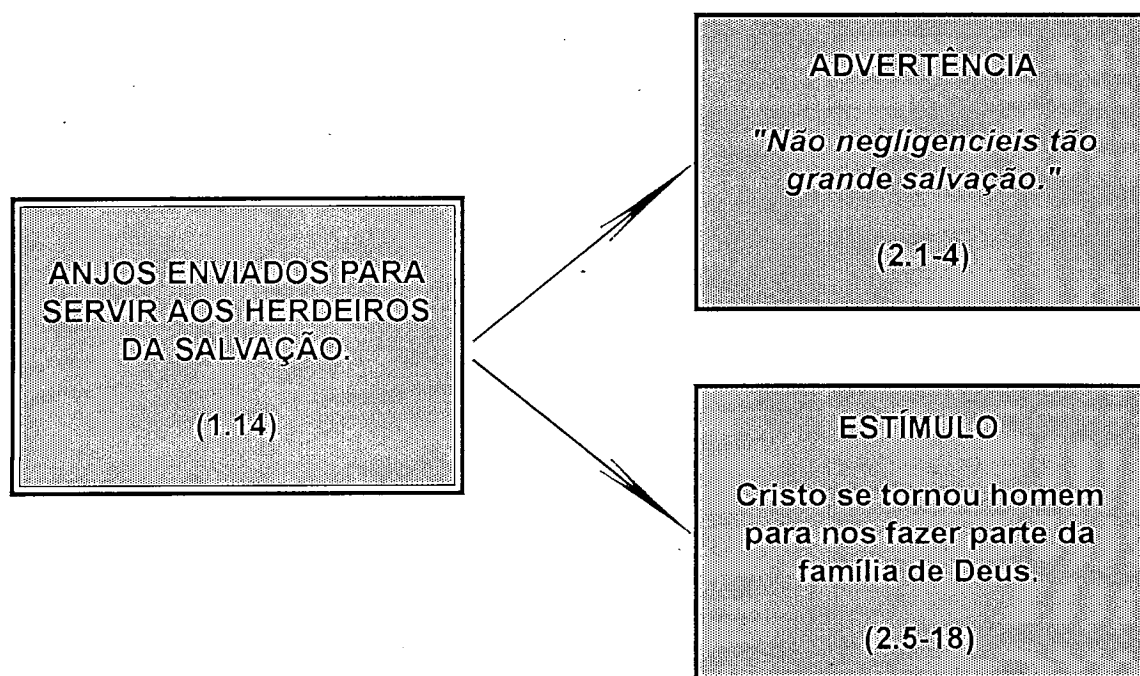 ANJOS ENVIADOS PARA
SERVIR AOS HERDEIROS
DA SALVAÇÃO.
(1.14)
ADVERTÊNCIA
"Não negligencieis tão
grande salvação."
(2.1-4)
ESTÍMULO
Cristo se tornou homem
para nos fazer parte da
família de Deus.
(2.5-18)